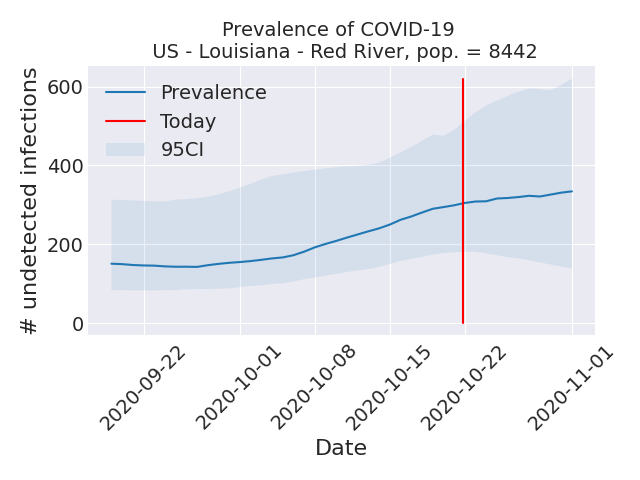 Prevalence of COVID-19
US - Louisiana - Red River, pop. = 8442
# undetected infections
600
400
200
0
Prevalence
Today
95CI
2020-09-22
2020-10-01
2020-10-08
2020-10-15
2020-10-22
2020-11-01
Date